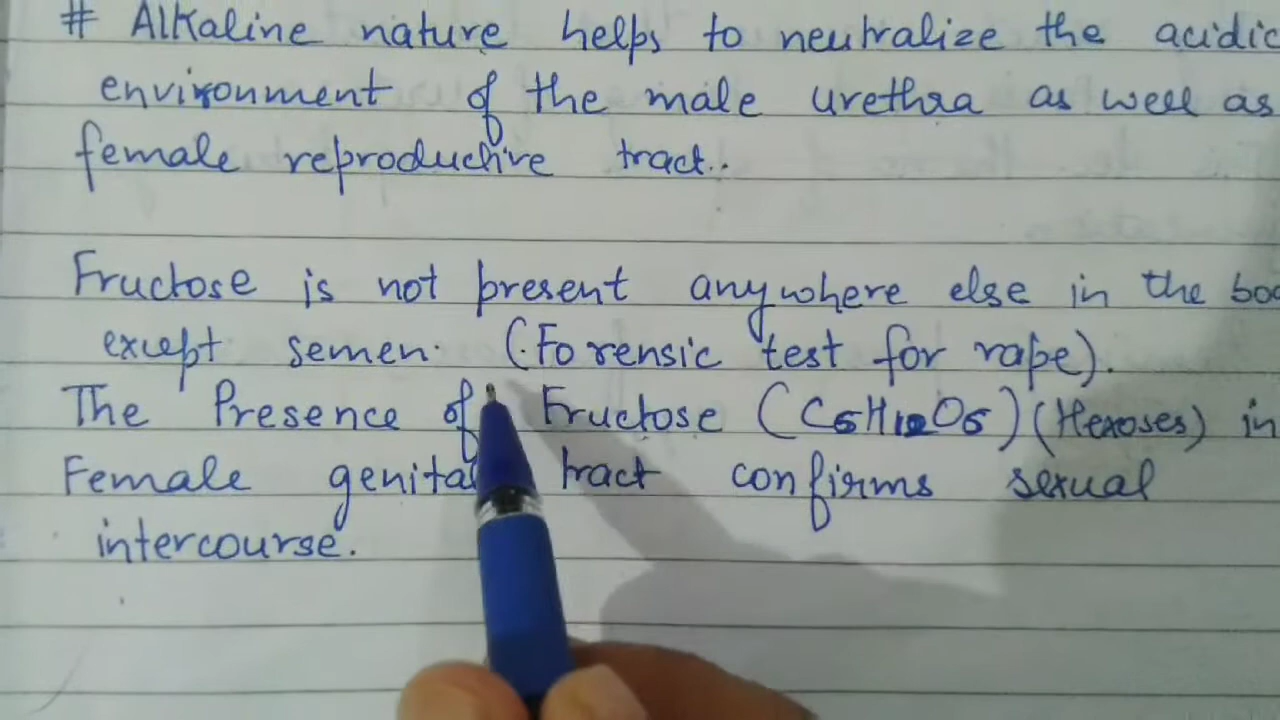 # Alkaline nature helps to neutralize the acidic
environment of the male urethra as well as
female reproductive tract..
Fructose is not present anywhere else in the
except semen. (Forensic test for rape).
The Presence of Fructose (C6H12O6) (Hexoses) in
Female genital tract confirms sexual
intercourse.